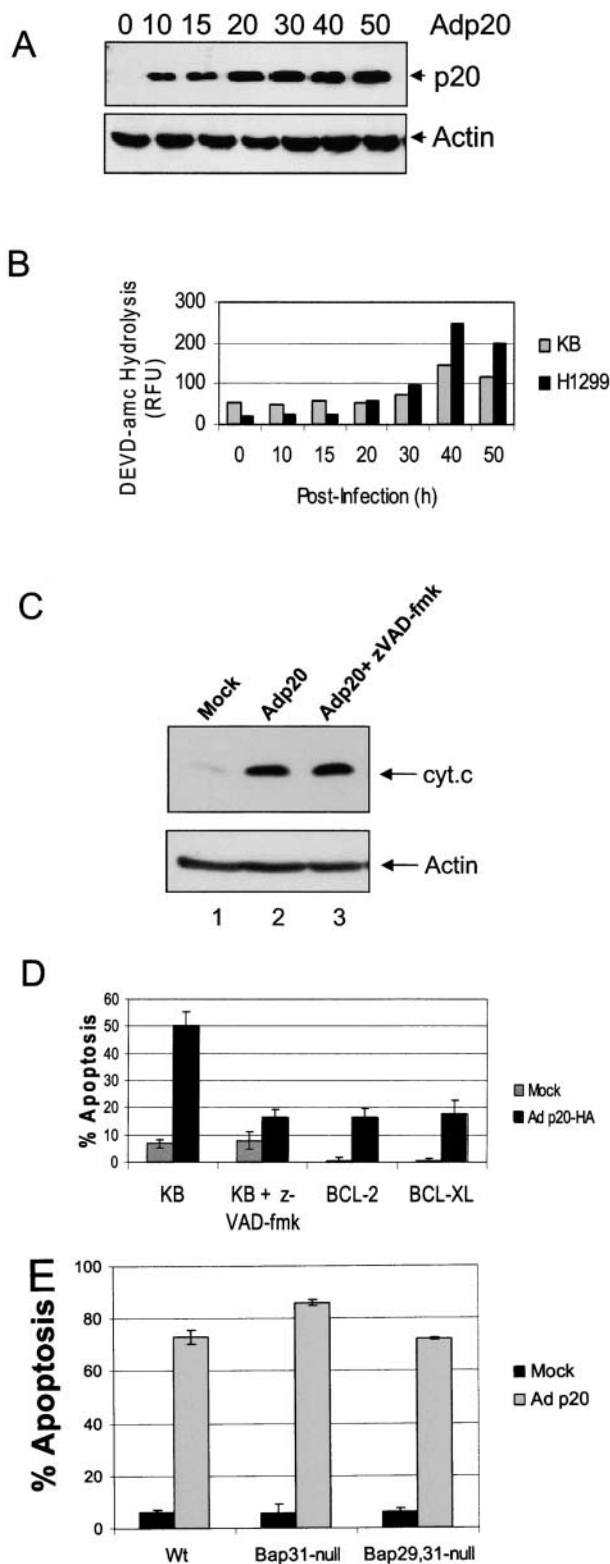 A
0 10 15 20 30 40 50 Adp20
p20
Actin
B
DEVD-amc Hydrolysis
(RFU)
300
200
100
0
0 10 15 20 30 40 50
Post-Infection (h)
KB
H1299
C
Mock
Adp20
Adp20+ zVAD-fmk
cyt.c
Actin
1 2 3
D
% Apoptosis
60
50
40
30
20
10
0
KB
KB + z-
VAD-fmk
BCL-2
BCL-XL
Mock
Ad p20-HA
E
% Apoptosis
100
80
60
40
20
0
Wt Bap31-null Bap29,31-null
Mock
Ad p20